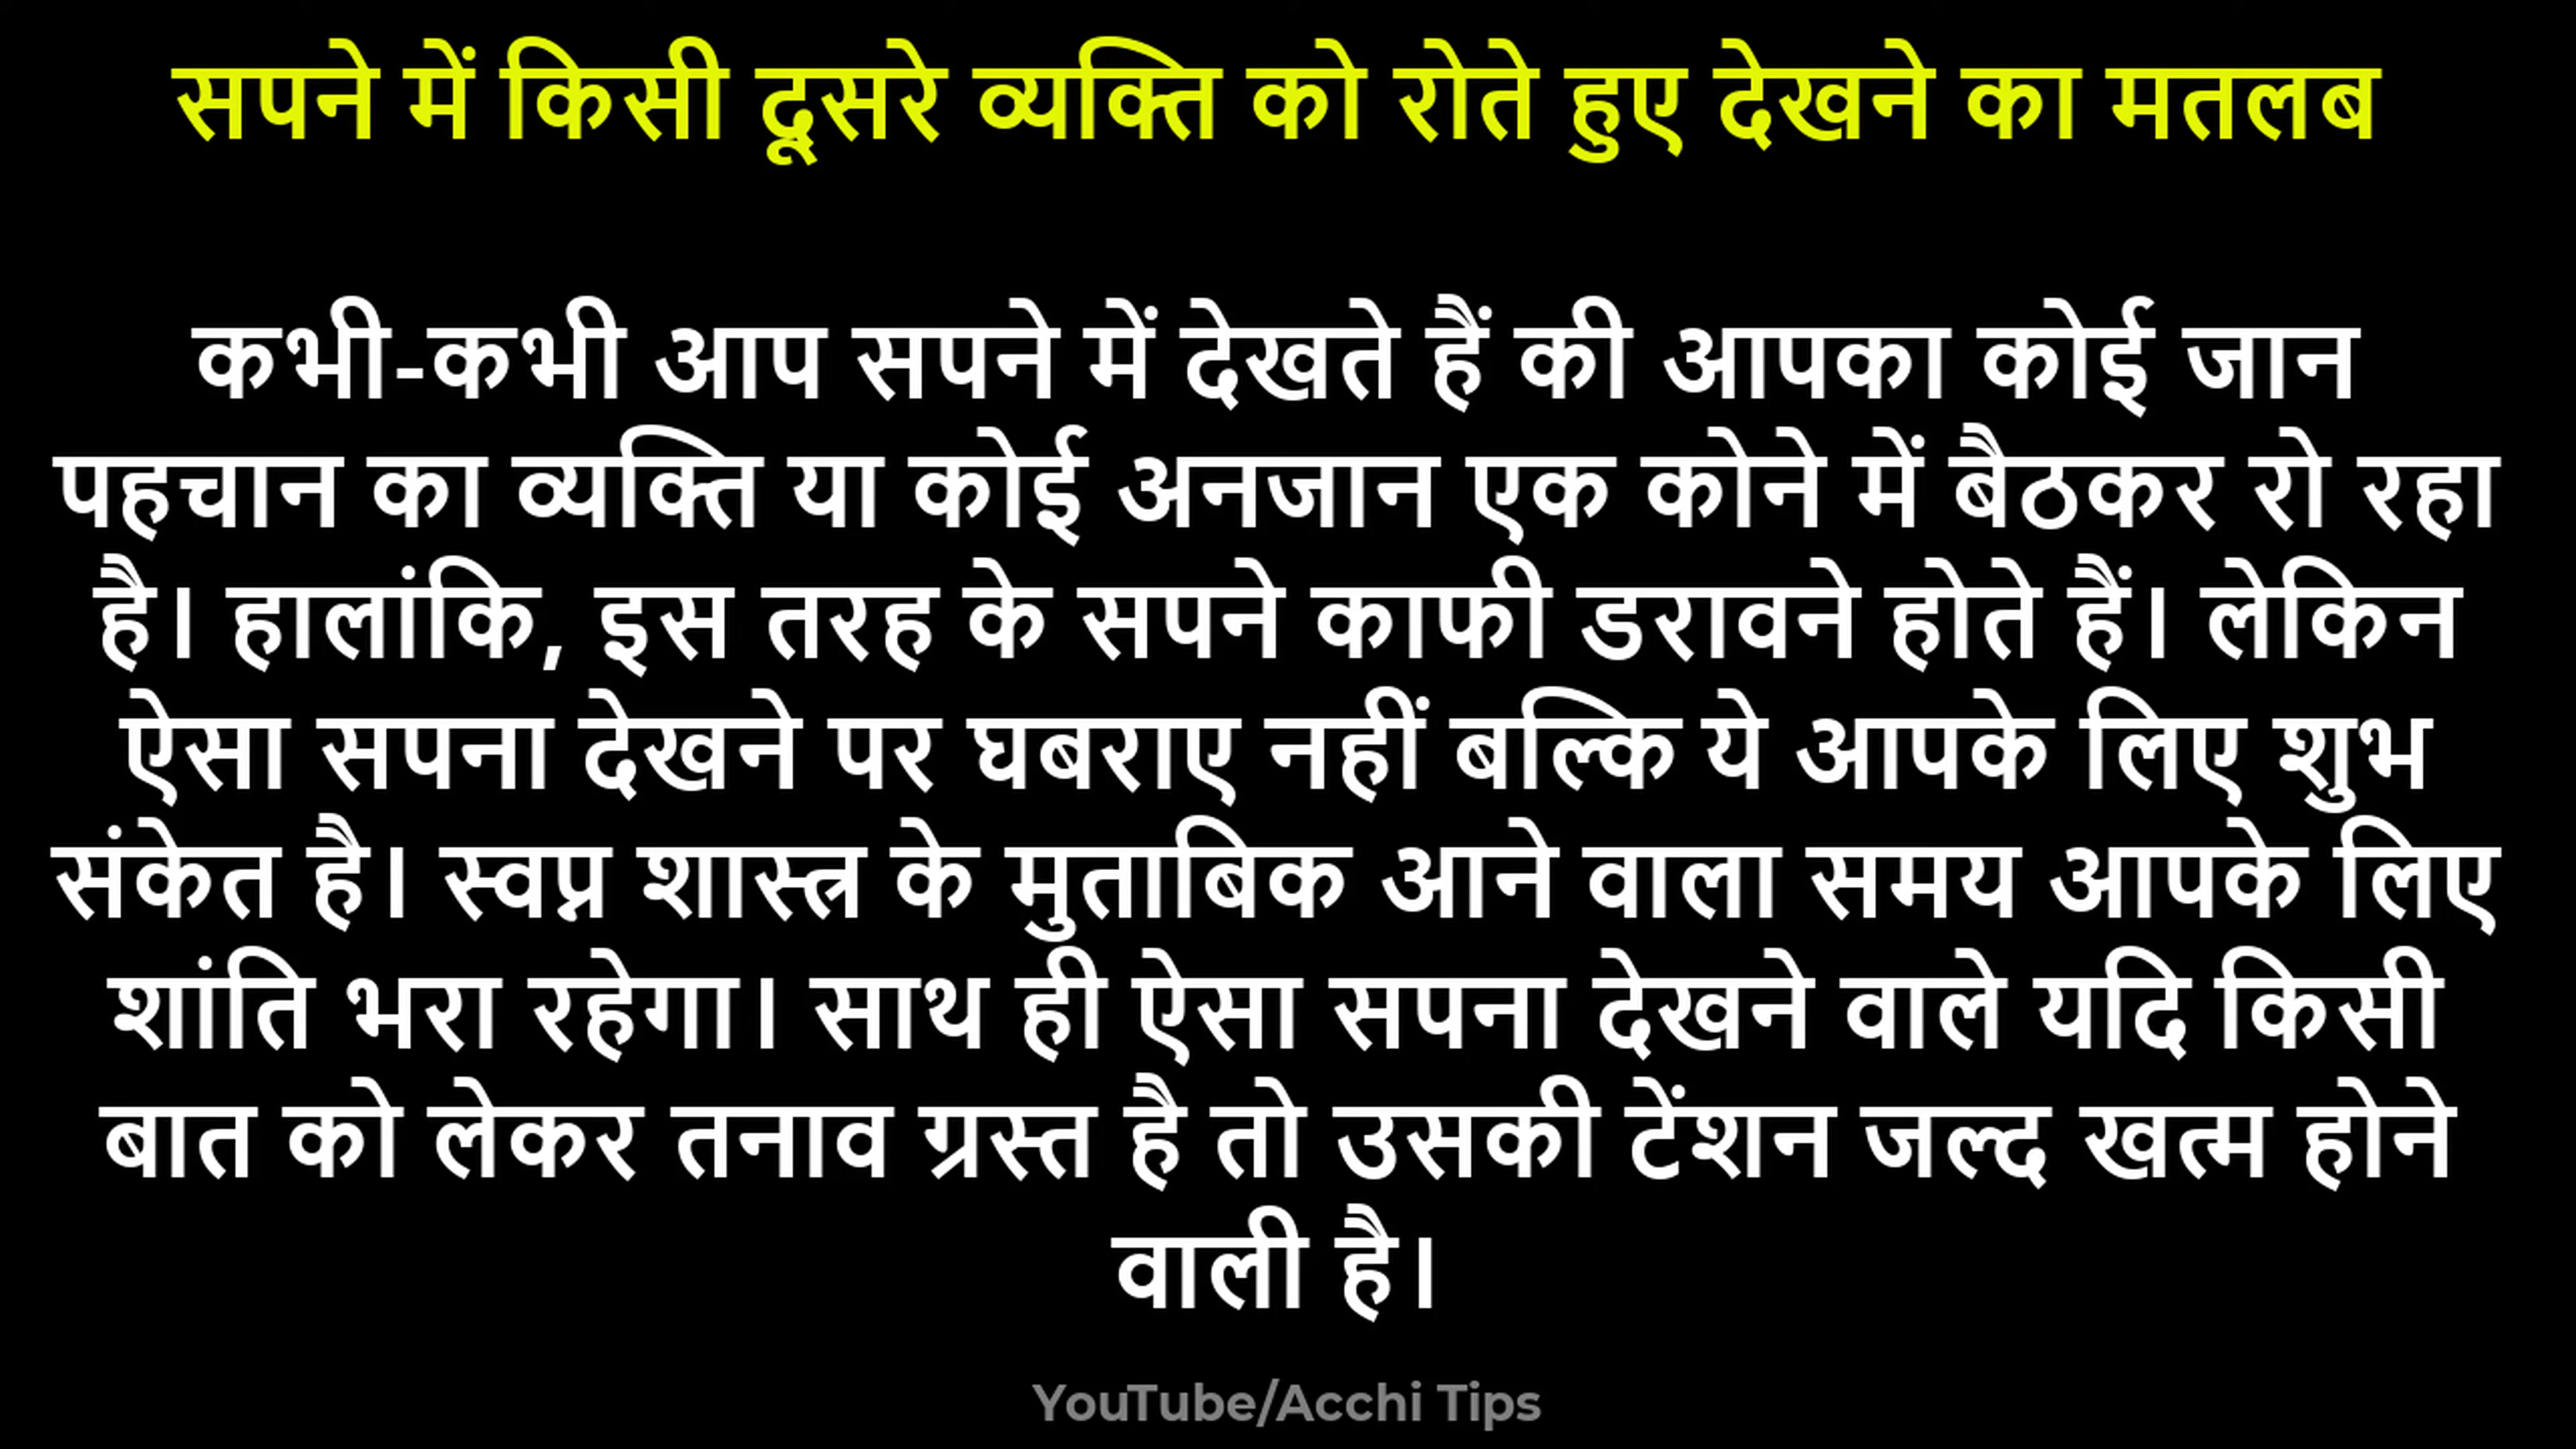 सपने में किसी दूसरे व्यक्ति को रोते हुए देखने का मतलब
कभी-कभी आप सपने में देखते हैं की आपका कोई जान
पहचान का व्यक्ति या कोई अनजान एक कोने में बैठकर रो रहा
है। हालांकि, इस तरह के सपने काफी डरावने होते हैं। लेकिन
ऐसा सपना देखने पर घबराए नहीं बल्कि ये आपके लिए शुभ
संकेत है। स्वप्न शास्त्र के मुताबिक आने वाला समय आपके लिए
शांति भरा रहेगा। साथ ही ऐसा सपना देखने वाले यदि किसी
बात को लेकर तनाव ग्रस्त है तो उसकी टेंशन जल्द खत्म होने
वाली है।
YouTube/Acchi Tips